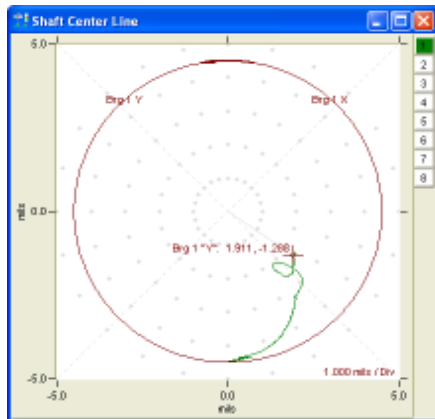 Shaft Center Line
5.0
1
2
3
4
5
6
7
8
Brg 1 Y
Brg 1 X
mils
0.0
Brg 1 "Y": 1.911, -1.288
1.000 mils / Div
-5.0
-5.0
0.0
5.0
mils